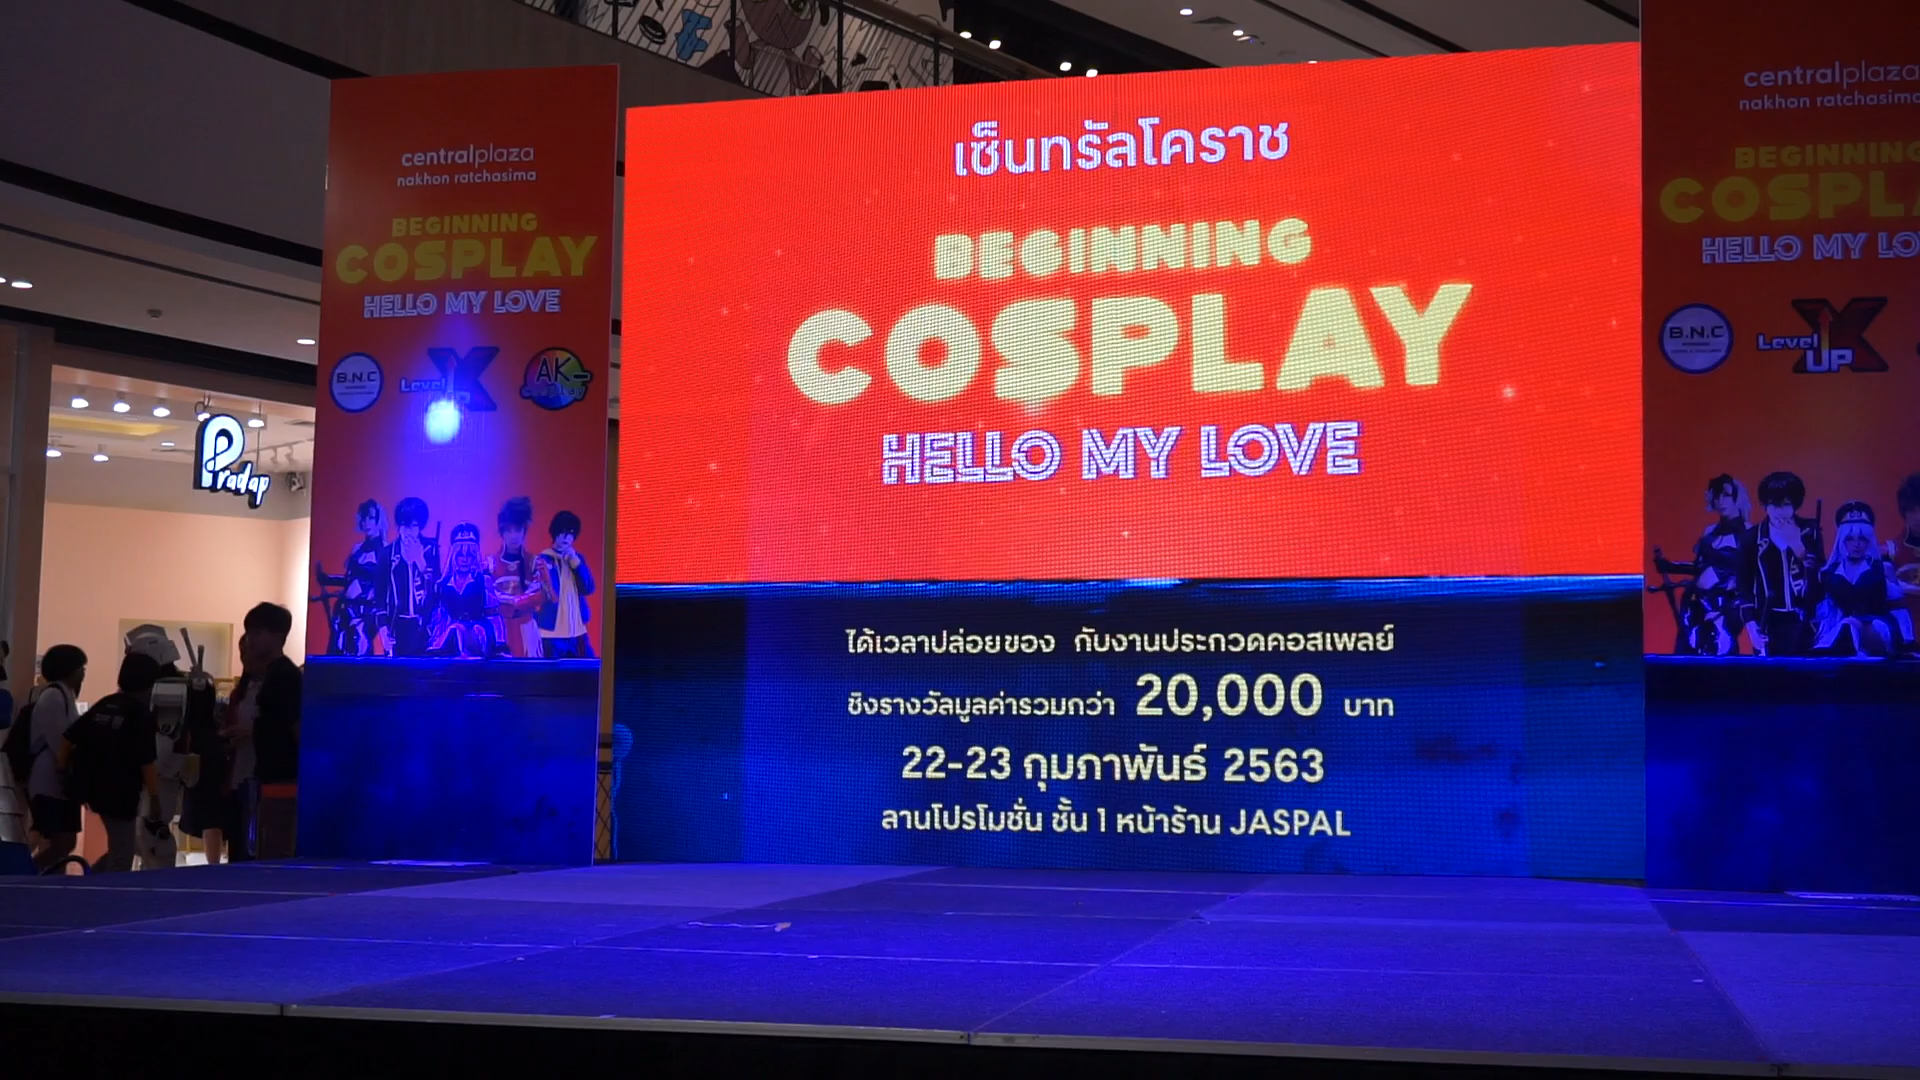 centralplaza
nakhon ratchasima
BEGINNING
COSPLAY
HELLO MY LOVE
B.N.C
Level UP X
AK-
Cosplay
Pradap
เซ็นทรัลโคราช
BEGINNING
COSPLAY
HELLO MY LOVE
ได้เวลาปล่อยของ กับงานประกวดคอสเพลย์
ชิงรางวัลมูลค่ารวมกว่า 20,000 บาท
22-23 กุมภาพันธ์ 2563
ลานโปรโมชั่น ชั้น 1 หน้าร้าน JASPAL
centralplaza
nakhon ratchasima
BEGINNING
COSPLA
HELLO MY LO
B.N.C
Level UP X